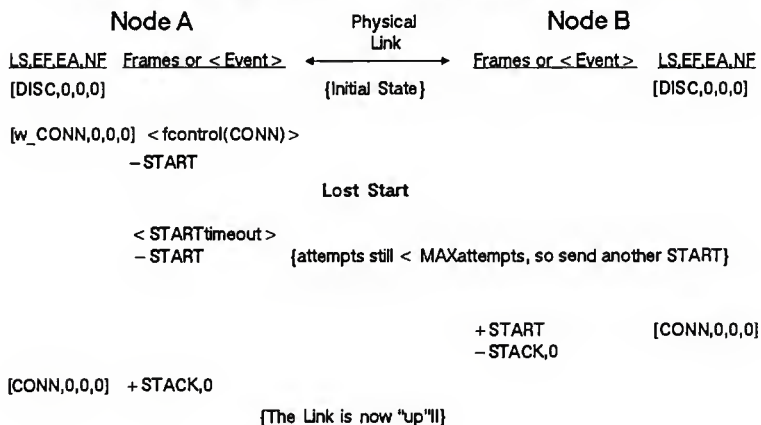 Node A Physical Link Node B
LS,EF,EA,NF Frames or < Event > Frames or < Event > LS,EF,EA,NF
[DISC,0,0,0] {Initial State} [DISC,0,0,0]
[w_CONN,0,0,0] < fcontrol(CONN) >
– START
Lost Start
< STARTtimeout >
– START {attempts still < MAXattempts, so send another START}
+ START [CONN,0,0,0]
– STACK,0
[CONN,0,0,0] + STACK,0
{The Link is now "up"!!}